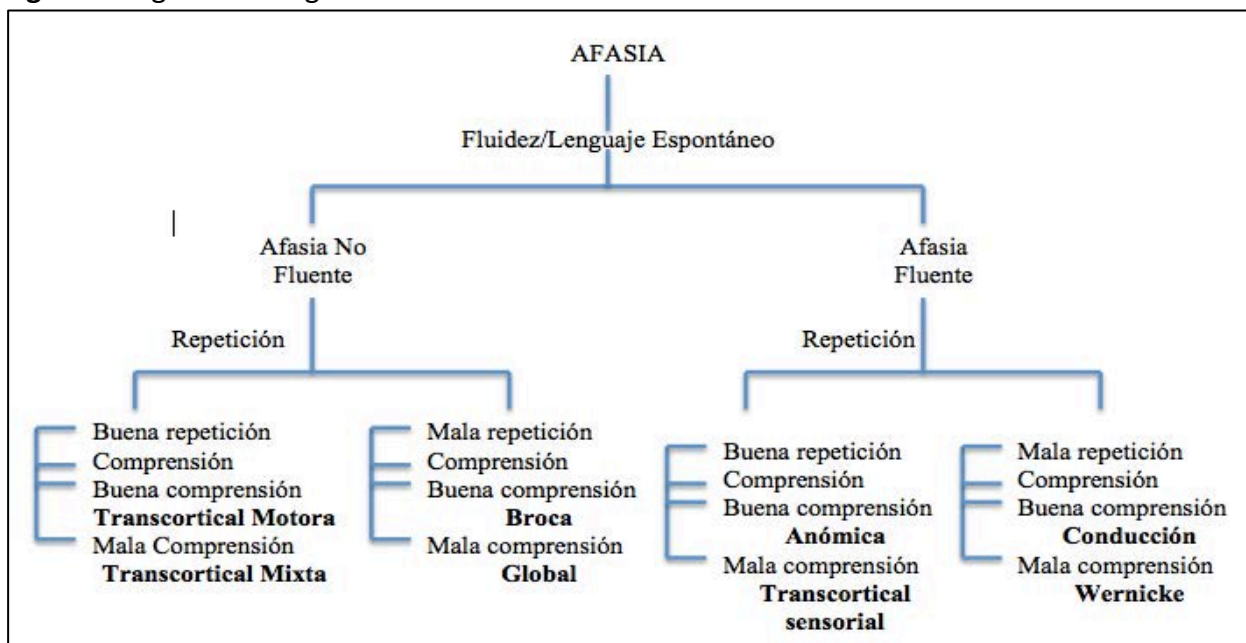 AFASIA
Fluidez/Lenguaje Espontáneo
Afasia No
Fluente
Afasia
Fluente
Repetición
Repetición
Buena repetición
Comprensión
Buena comprensión
Transcortical Motora
Mala Comprensión
Transcortical Mixta
Mala repetición
Comprensión
Buena comprensión
Broca
Mala comprensión
Global
Buena repetición
Comprensión
Buena comprensión
Anómica
Mala comprensión
Transcortical
sensorial
Mala repetición
Comprensión
Buena comprensión
Conducción
Mala comprensión
Wernicke